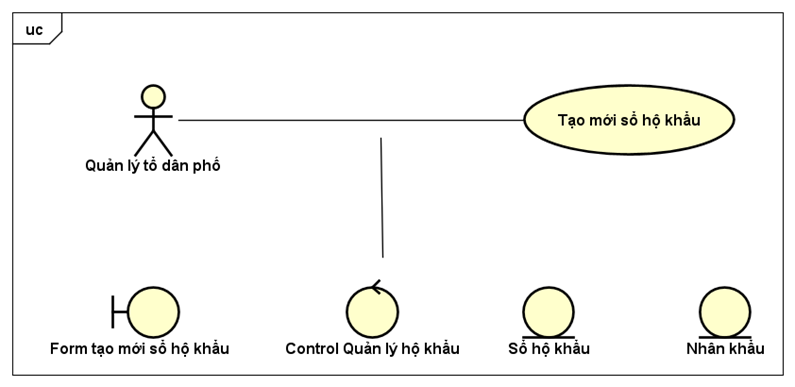 uc
Tạo mới sổ hộ khẩu
Quản lý tổ dân phố
Form tạo mới sổ hộ khẩu
Control Quản lý hộ khẩu
Sổ hộ khẩu
Nhân khẩu